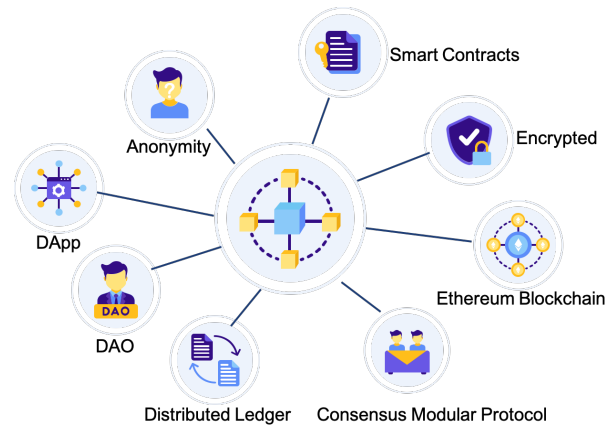 Smart Contracts
Anonymity
?
Encrypted
DApp
Ethereum Blockchain
DAO
DAO
Distributed Ledger
Consensus Modular Protocol